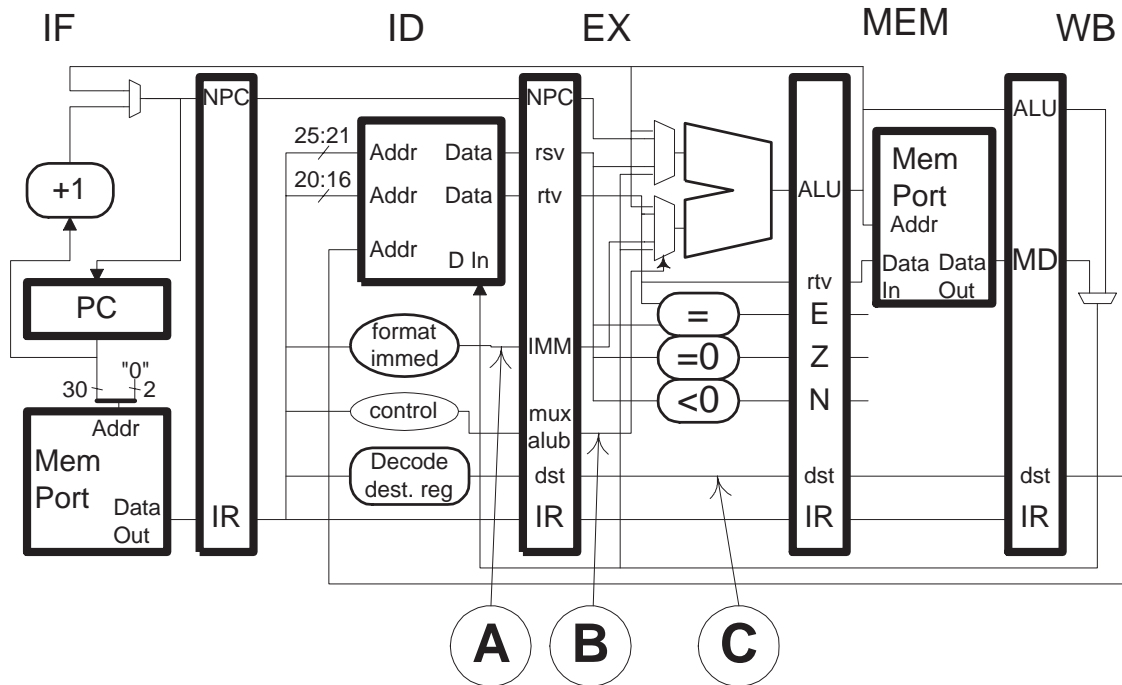 IF ID EX MEM WB
NPC NPC ALU
25:21 Addr Data rsv
20:16 Addr Data rtv
Addr
D In
+1
PC
ALU
Mem
Port
Addr
Data
In
Data
Out
MD
rtv
format
immed
IMM
=
E
=0
Z
<0
N
"0"
30 2
Addr
Mem
Port
Data
Out
control
mux
alub
Decode
dest. reg
dst dst dst
IR IR IR IR
A B C